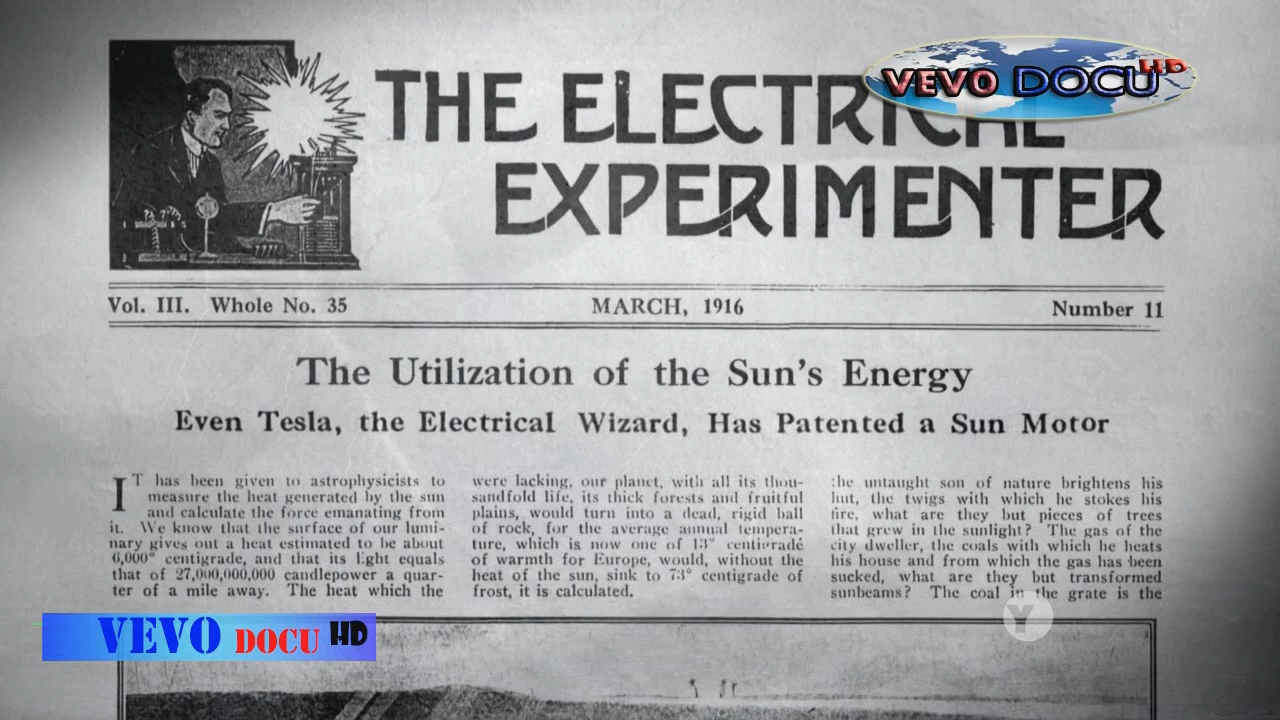 THE ELECTRICAL
EXPERIMENTER
VEVO DOCU HD
Vol. III. Whole No. 35 MARCH, 1916 Number 11
The Utilization of the Sun's Energy
Even Tesla, the Electrical Wizard, Has Patented a Sun Motor
IT has been given to astrophysicists to
measure the heat generated by the sun
and calculate the force emanating from
it. We know that the surface of our lumi-
nary gives out a heat estimated to be about
6,000° centigrade, and that its light equals
that of 27,000,000,000 candlepower a quar-
ter of a mile away. The heat which the
were lacking, our planet, with all its thou-
sandfold life, its thick forests and fruitful
plains, would turn into a dead, rigid ball
of rock, for the average annual tempera-
ture, which is now one of 13° centigrade
of warmth for Europe, would, without the
heat of the sun, sink to 73° centigrade of
frost, it is calculated.
the untaught son of nature brightens his
hut, the twigs with which he stokes his
fire, what are they but pieces of trees
that grew in the sunlight? The gas of the
city dweller, the coals with which he heats
his house and from which the gas has been
sucked, what are they but transformed
sunbeams? The coal in the grate is the
Y
VEVO DOCU HD